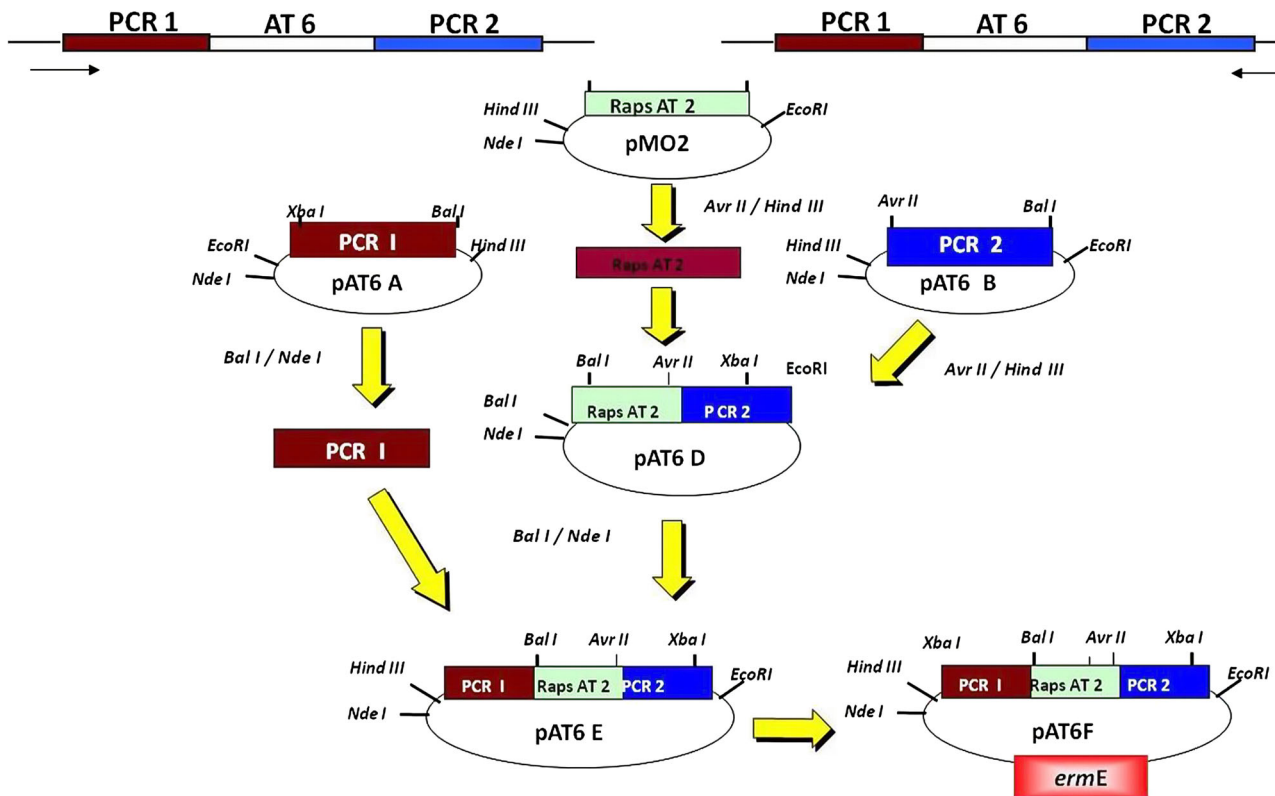 PCR 1 AT 6 PCR 2
PCR 1 AT 6 PCR 2
Raps AT 2
Hind III
EcoRI
Nde I
pMO2
Avr II / Hind III
Xba I
Bal I
PCR I
EcoRI
Hind III
Nde I
pAT6 A
Raps AT 2
Avr II
Bal I
PCR 2
Hind III
EcoRI
Nde I
pAT6 B
Bal I / Nde I
Avr II / Hind III
PCR I
Bal I
Avr II
Xba I
EcoRI
Raps AT 2
PCR 2
Bal I
Nde I
pAT6 D
Bal I / Nde I
Bal I
Avr II
Xba I
Hind III
EcoRI
PCR I
Raps AT 2
PCR 2
Nde I
pAT6 E
Xba I
Bal I
Avr II
Xba I
Hind III
EcoRI
PCR I
Raps AT 2
PCR 2
Nde I
pAT6F
ermE